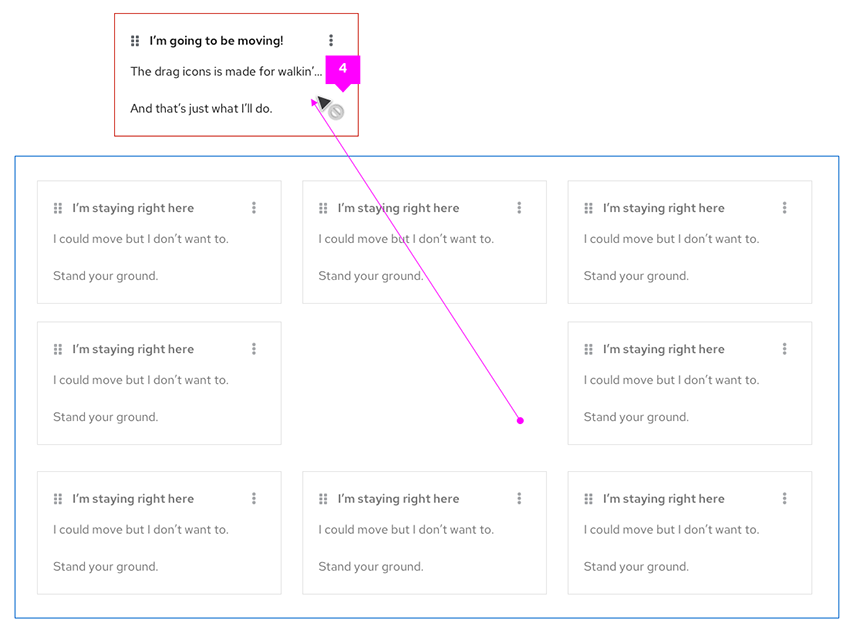 I'm going to be moving!
The drag icons is made for walkin'...
4
And that's just what I'll do.
I'm staying right here
I could move but I don't want to.
Stand your ground.
I'm staying right here
I could move but I don't want to.
Stand your ground.
I'm staying right here
I could move but I don't want to.
Stand your ground.
I'm staying right here
I could move but I don't want to.
Stand your ground.
I'm staying right here
I could move but I don't want to.
Stand your ground.
I'm staying right here
I could move but I don't want to.
Stand your ground.
I'm staying right here
I could move but I don't want to.
Stand your ground.
I'm staying right here
I could move but I don't want to.
Stand your ground.